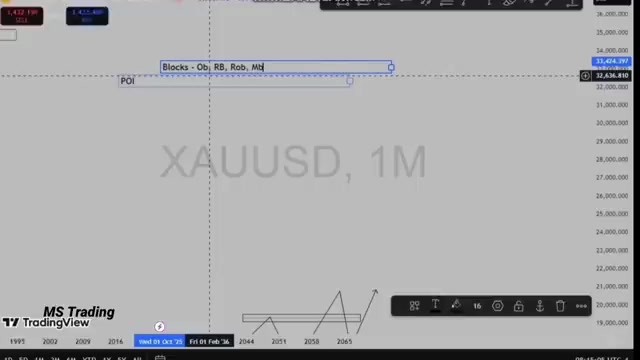 36,000.000
SELL
BUY
34,000.000
Blocks - Ob, RB, Rob, Mb
33,424.297
32,636.810
POI
32,000.000
31,000.000
30,000.000
29,000.000
28,000.000
XAUUSD, 1M
27,000.000
26,000.000
25,000.000
24,000.000
23,000.000
22,000.000
21,000.000
20,000.000
16
MS Trading
19,000.000
TradingView
1995 2002 2009 2016 Wed 01 Oct '25 Fri 01 Feb '36 2044 2051 2058 2065